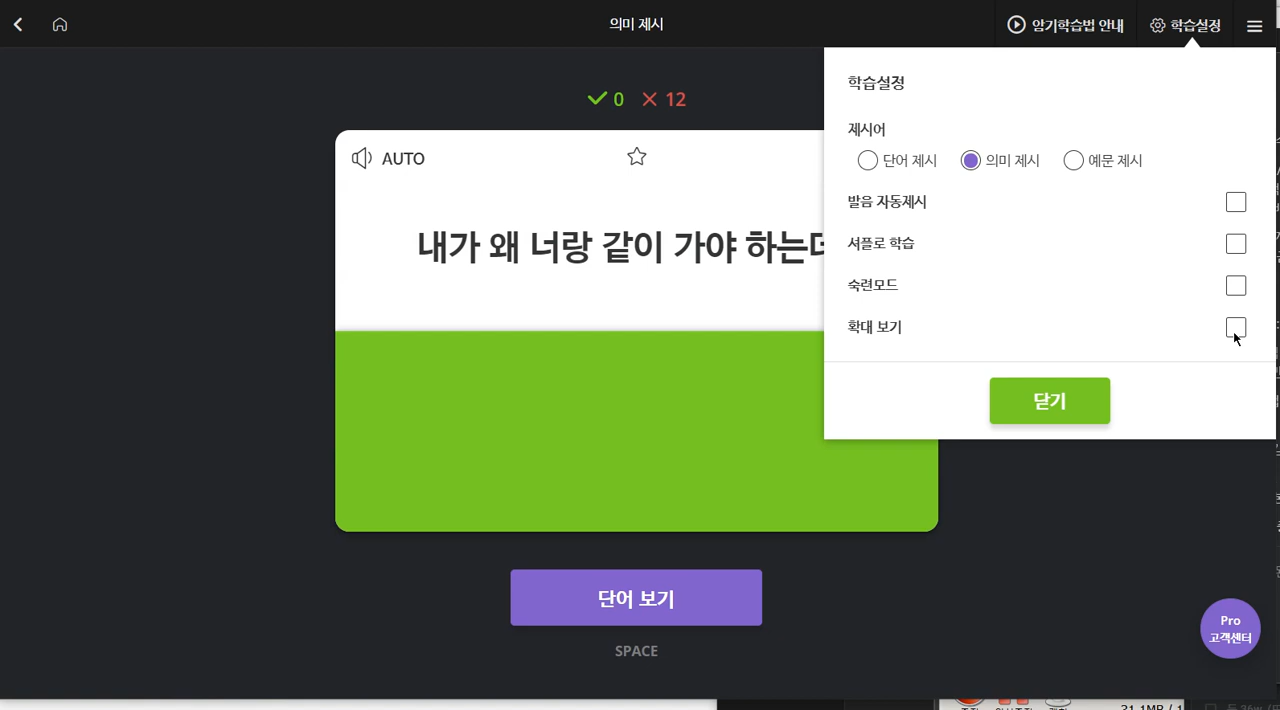 의미 제시
암기학습법 안내
학습설정
0
12
AUTO
내가 왜 너랑 같이 가야 하는데
학습설정
제시어
단어 제시
의미 제시
예문 제시
발음 자동제시
셔플로 학습
숙련모드
확대 보기
닫기
단어 보기
SPACE
Pro
고객센터
21.1MB / 1